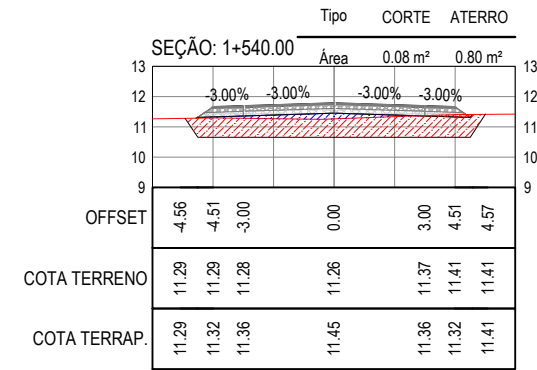 Tipo CORTE ATERRO
SEÇÃO: 1+540.00
Área 0.08 m² 0.80 m²
13 13
12 12
-3.00% -3.00% -3.00% -3.00%
11 11
10 10
9 9
OFFSET -4.56 -4.51 -3.00 0.00 3.00 4.51 4.57
COTA TERRENO 11.29 11.29 11.28 11.26 11.37 11.41 11.41
COTA TERRAP. 11.29 11.32 11.36 11.45 11.36 11.32 11.41